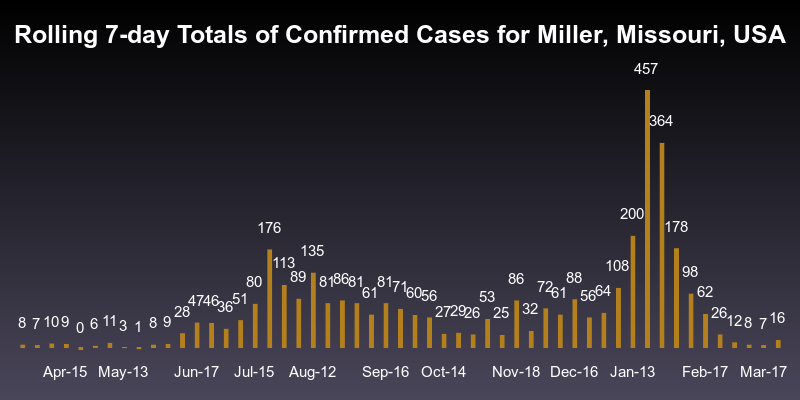 Rolling 7-day Totals of Confirmed Cases for Miller, Missouri, USA
8 7 10 9 0 6 11 3 1 8 9 28 47 46 36 51 80 176 113 89 135 81 86 81 61 81 71 60 56 27 29 26 53 25 86 32 72 61 88 56 64 108 200 457 364 178 98 62 26 12 8 7 16
Apr-15 May-13 Jun-17 Jul-15 Aug-12 Sep-16 Oct-14 Nov-18 Dec-16 Jan-13 Feb-17 Mar-17